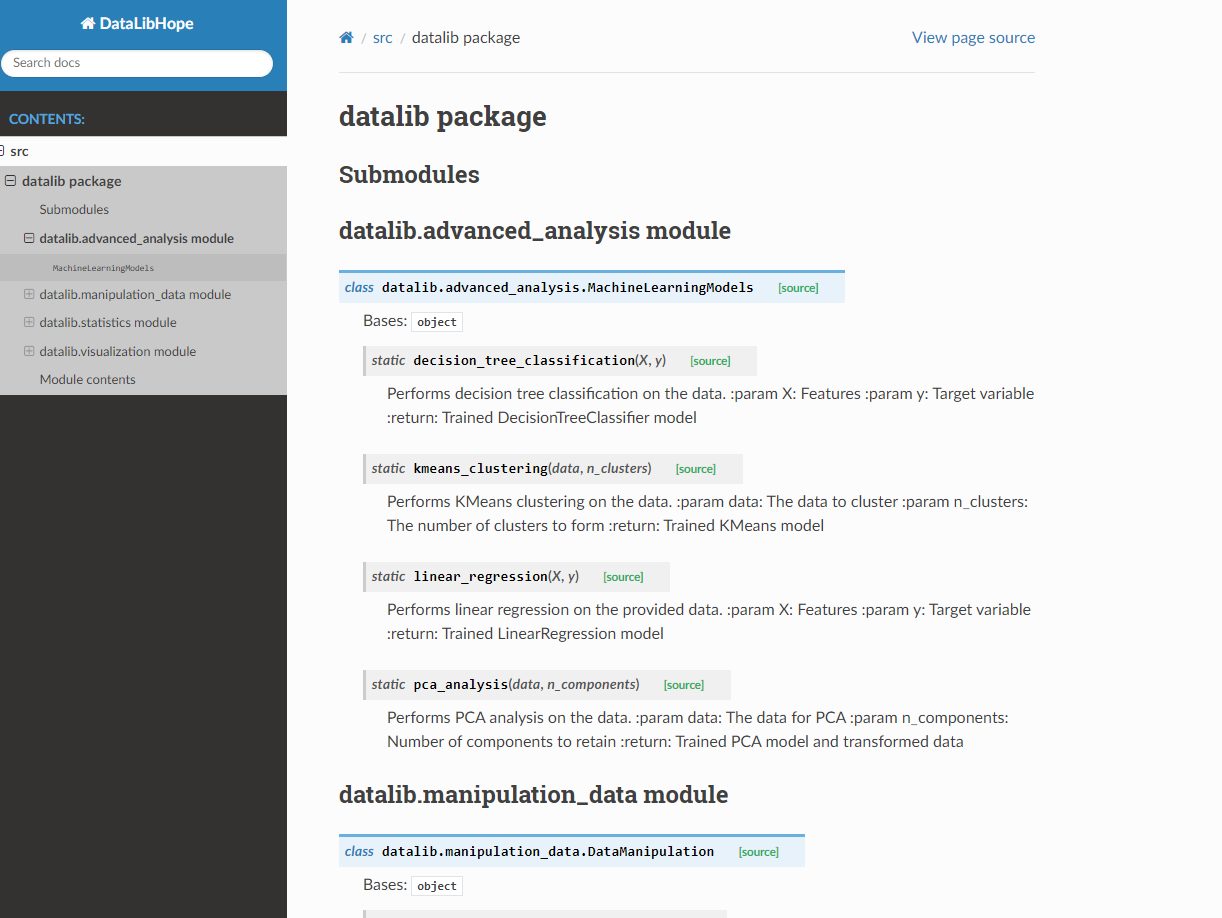 DataLibHope
Search docs
CONTENTS:
src
datalib package
Submodules
datalib.advanced_analysis module
MachineLearningModels
datalib.manipulation_data module
datalib.statistics module
datalib.visualization module
Module contents
/ src / datalib package
View page source
datalib package
Submodules
datalib.advanced_analysis module
class datalib.advanced_analysis.MachineLearningModels [source]
Bases: object
static decision_tree_classification(X, y) [source]
Performs decision tree classification on the data. :param X: Features :param y: Target variable
:return: Trained DecisionTreeClassifier model
static kmeans_clustering(data, n_clusters) [source]
Performs KMeans clustering on the data. :param data: The data to cluster :param n_clusters:
The number of clusters to form :return: Trained KMeans model
static linear_regression(X, y) [source]
Performs linear regression on the provided data. :param X: Features :param y: Target variable
:return: Trained LinearRegression model
static pca_analysis(data, n_components) [source]
Performs PCA analysis on the data. :param data: The data for PCA :param n_components:
Number of components to retain :return: Trained PCA model and transformed data
datalib.manipulation_data module
class datalib.manipulation_data.DataManipulation [source]
Bases: object